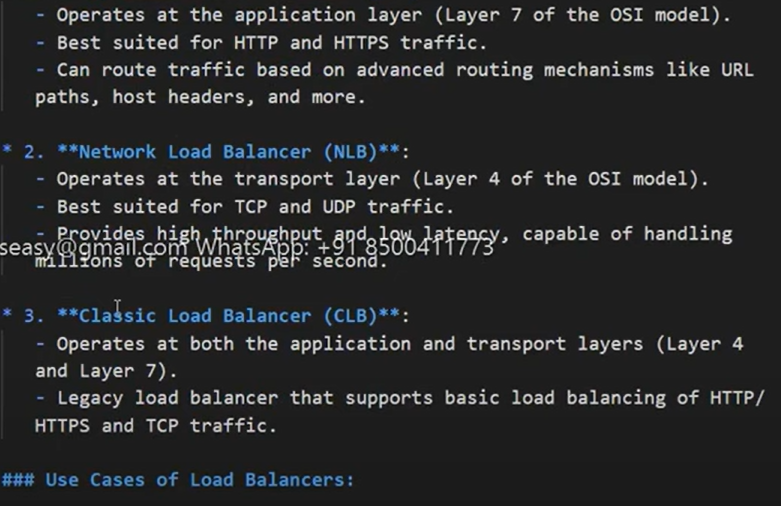 - Operates at the application layer (Layer 7 of the OSI model).
- Best suited for HTTP and HTTPS traffic.
- Can route traffic based on advanced routing mechanisms like URL
paths, host headers, and more.
* 2. **Network Load Balancer (NLB)**:
- Operates at the transport layer (Layer 4 of the OSI model).
- Best suited for TCP and UDP traffic.
- Provides high throughput and low latency, capable of handling
seasy@gmail.com WhatsApp: +91 8500411773
millions of requests per second.
* 3. **Classic Load Balancer (CLB)**:
- Operates at both the application and transport layers (Layer 4
and Layer 7).
- Legacy load balancer that supports basic load balancing of HTTP/
HTTPS and TCP traffic.
### Use Cases of Load Balancers: